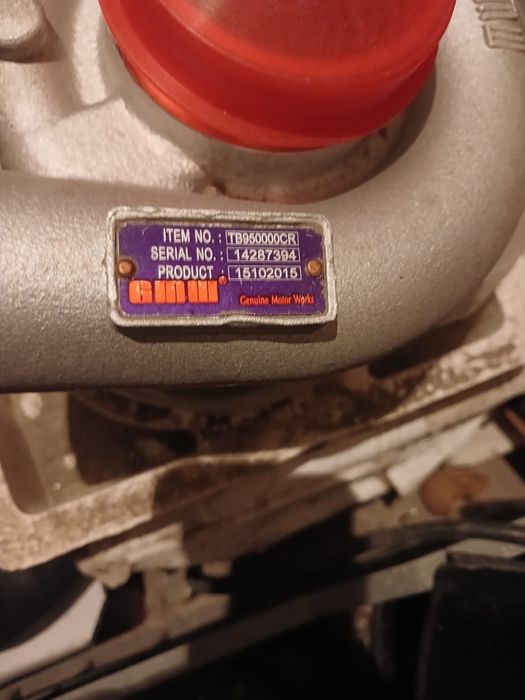 ITEM NO. : TB950000CR
SERIAL NO. : 14287394
PRODUCT : 15102015
GMW®
Genuine Motor Works